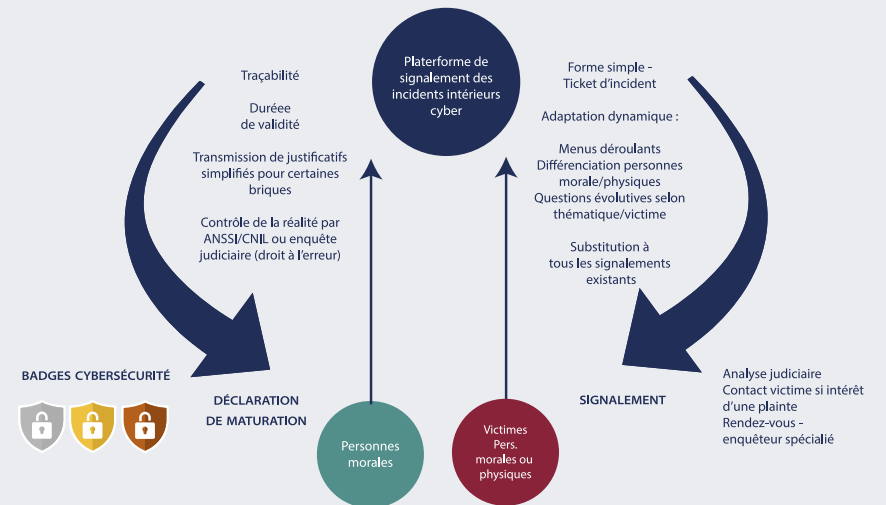 Platerforme de
signalement des
incidents intérieurs
cyber
Traçabilité
Duréee
de validité
Transmission de justificatifs
simplifiés pour certaines
briques
Contrôle de la réalité par
ANSSI/CNIL ou enquête
judiciaire (droit à l'erreur)
Forme simple -
Ticket d'incident
Adaptation dynamique :
Menus déroulants
Différenciation personnes
morale/physiques
Questions évolutives selon
thématique/victime
Substitution à
tous les signalements
existants
BADGES CYBERSÉCURITÉ
DÉCLARATION
DE MATURATION
Personnes
morales
Victimes
Pers.
morales ou
physiques
SIGNALEMENT
Analyse judiciaire
Contact victime si intérêt
d'une plainte
Rendez-vous -
enquêteur spécialié